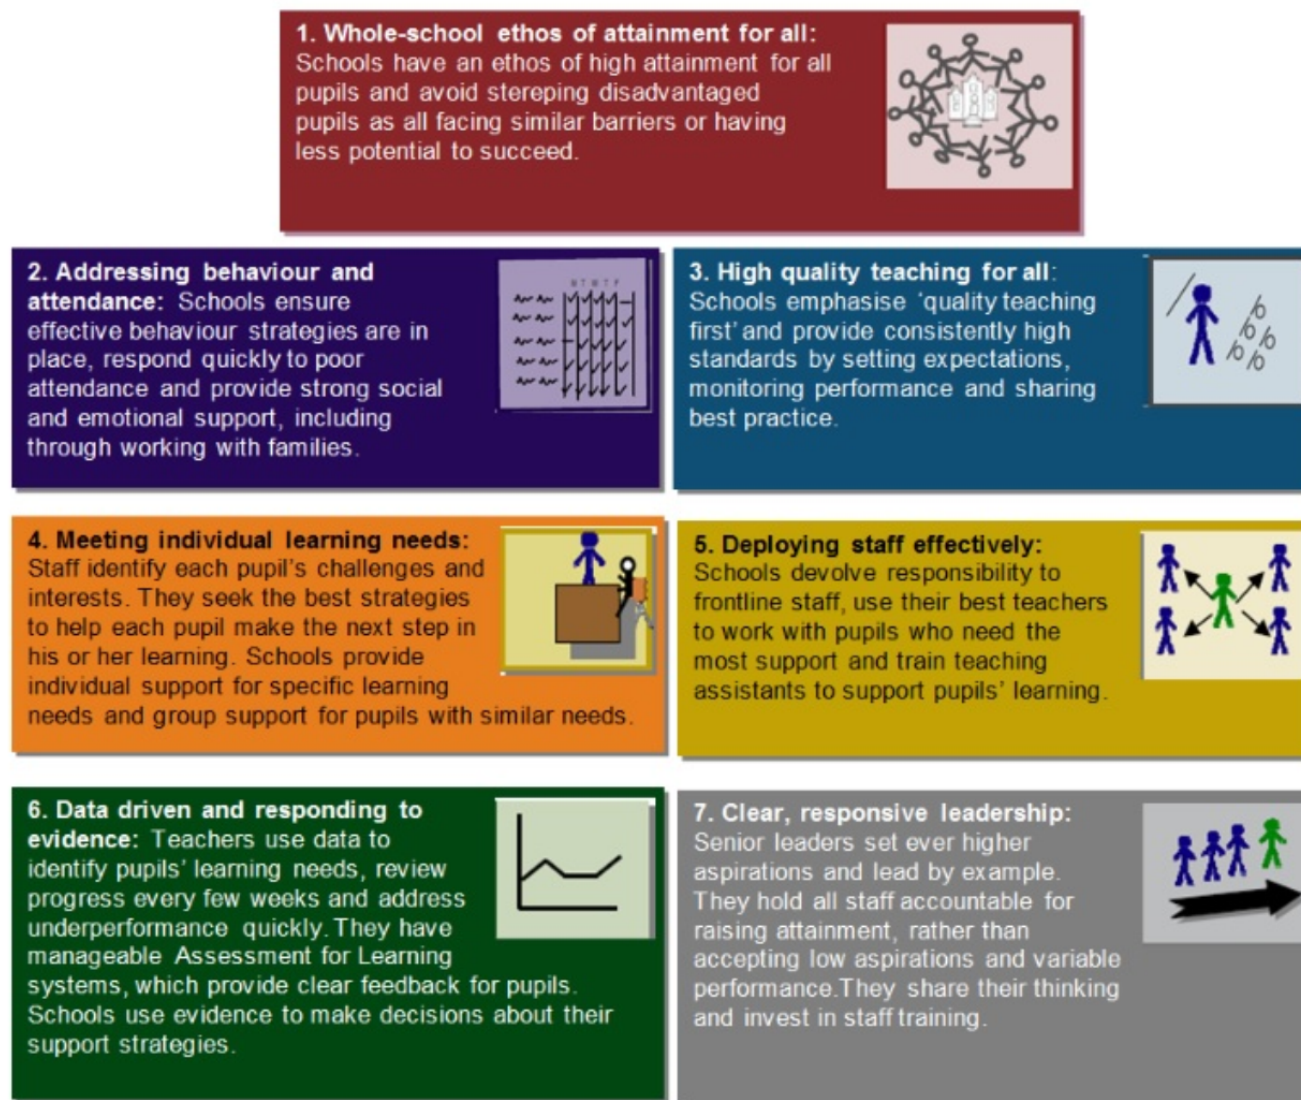 1. Whole-school ethos of attainment for all:
Schools have an ethos of high attainment for all
pupils and avoid stereping disadvantaged
pupils as all facing similar barriers or having
less potential to succeed.
2. Addressing behaviour and
attendance: Schools ensure
effective behaviour strategies are in
place, respond quickly to poor
attendance and provide strong social
and emotional support, including
through working with families.
M T W T F
3. High quality teaching for all:
Schools emphasise ‘quality teaching
first’ and provide consistently high
standards by setting expectations,
monitoring performance and sharing
best practice.
4. Meeting individual learning needs:
Staff identify each pupil’s challenges and
interests. They seek the best strategies
to help each pupil make the next step in
his or her learning. Schools provide
individual support for specific learning
needs and group support for pupils with similar needs.
5. Deploying staff effectively:
Schools devolve responsibility to
frontline staff, use their best teachers
to work with pupils who need the
most support and train teaching
assistants to support pupils’ learning.
6. Data driven and responding to
evidence: Teachers use data to
identify pupils’ learning needs, review
progress every few weeks and address
underperformance quickly. They have
manageable Assessment for Learning
systems, which provide clear feedback for pupils.
Schools use evidence to make decisions about their
support strategies.
7. Clear, responsive leadership:
Senior leaders set ever higher
aspirations and lead by example.
They hold all staff accountable for
raising attainment, rather than
accepting low aspirations and variable
performance.They share their thinking
and invest in staff training.